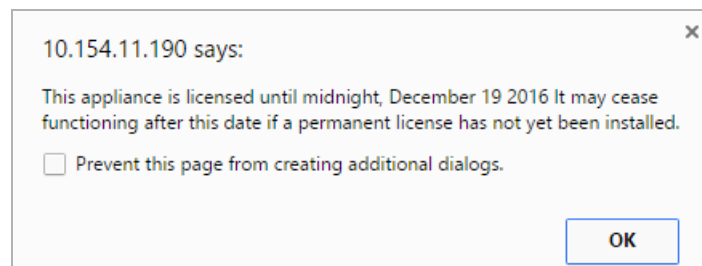 10.154.11.190 says:
This appliance is licensed until midnight, December 19 2016 It may cease
functioning after this date if a permanent license has not yet been installed.
Prevent this page from creating additional dialogs.
OK